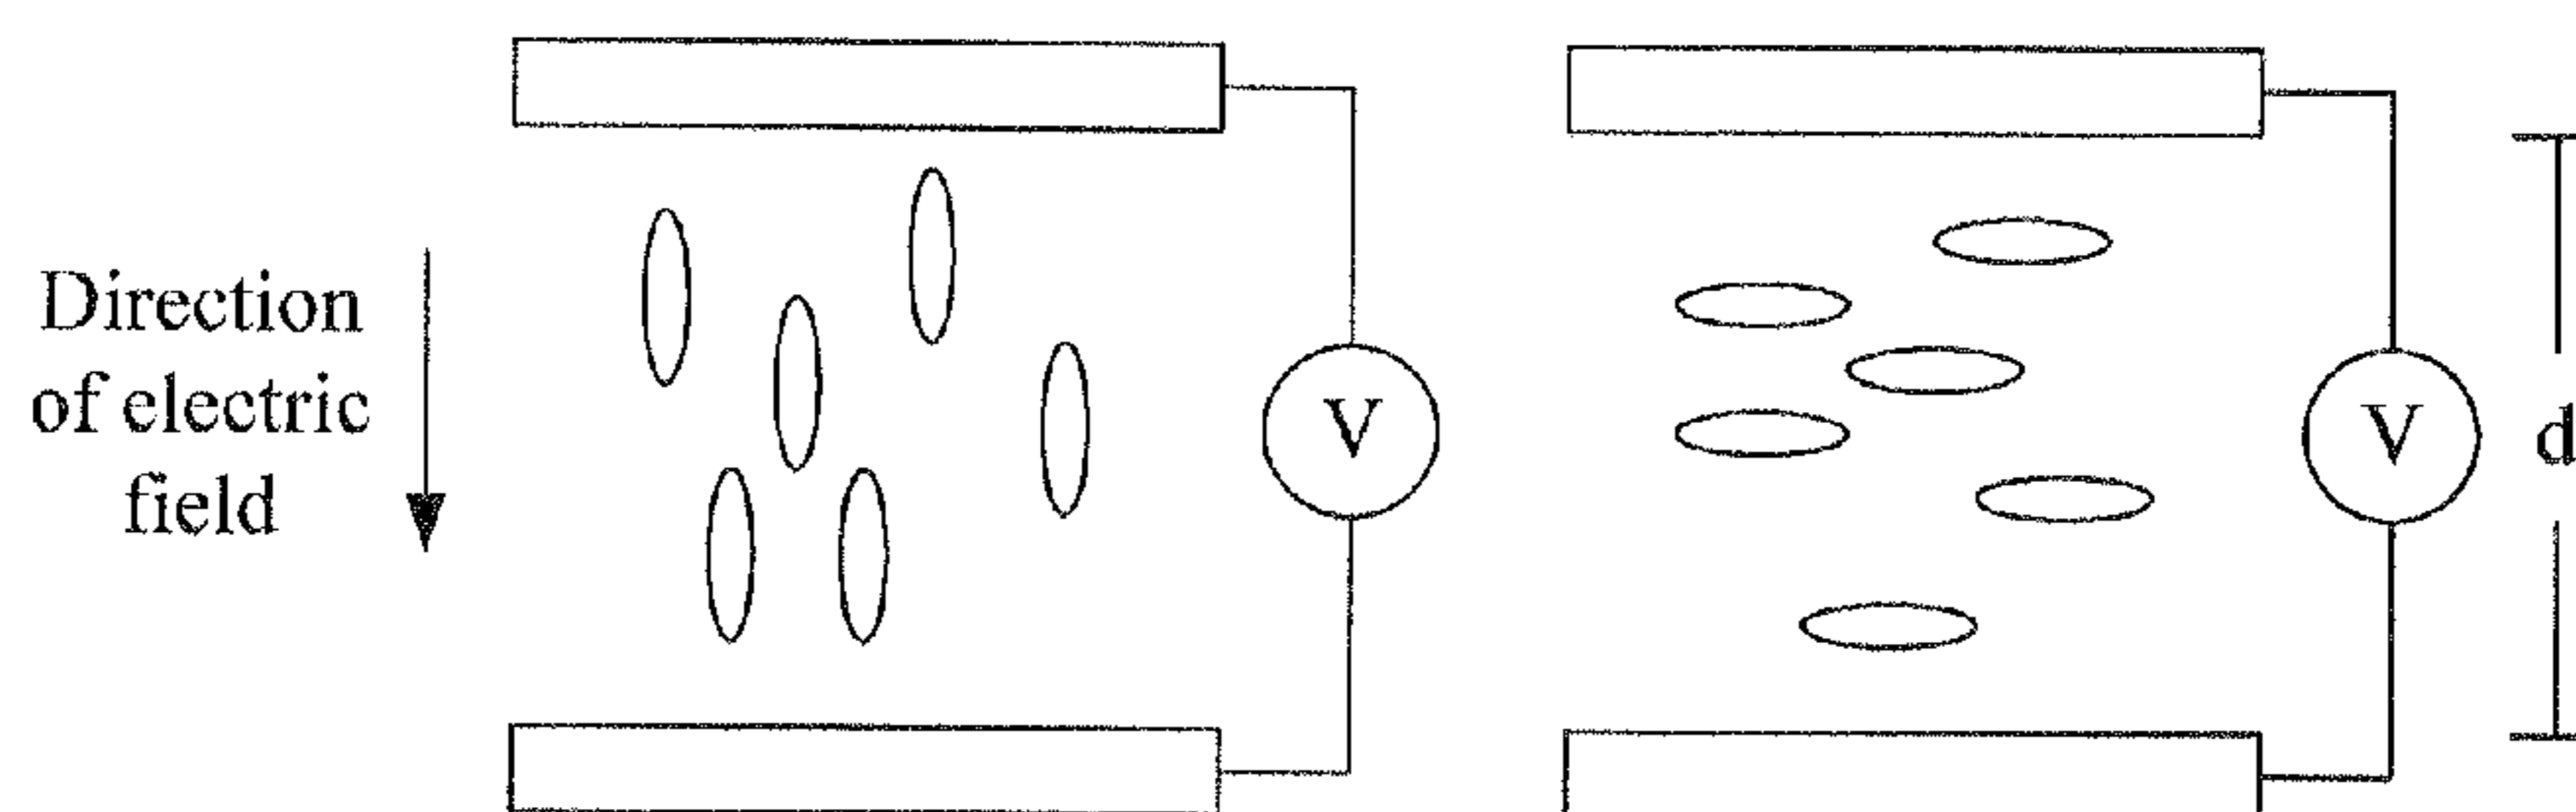 Direction
of electric
field
V
V
d